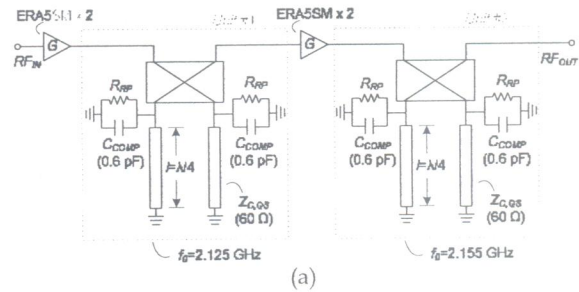 ERA5SM x 2
ERA5SM x 2
G
G
RF_IN
RF_OUT
R_RP
R_RP
R_RP
R_RP
C_COMP
(0.6 pF)
C_COMP
(0.6 pF)
C_COMP
(0.6 pF)
C_COMP
(0.6 pF)
l=λ/4
l=λ/4
Z_C,GS
(60 Ω)
Z_C,GS
(60 Ω)
f_0=2.125 GHz
f_0=2.155 GHz
(a)